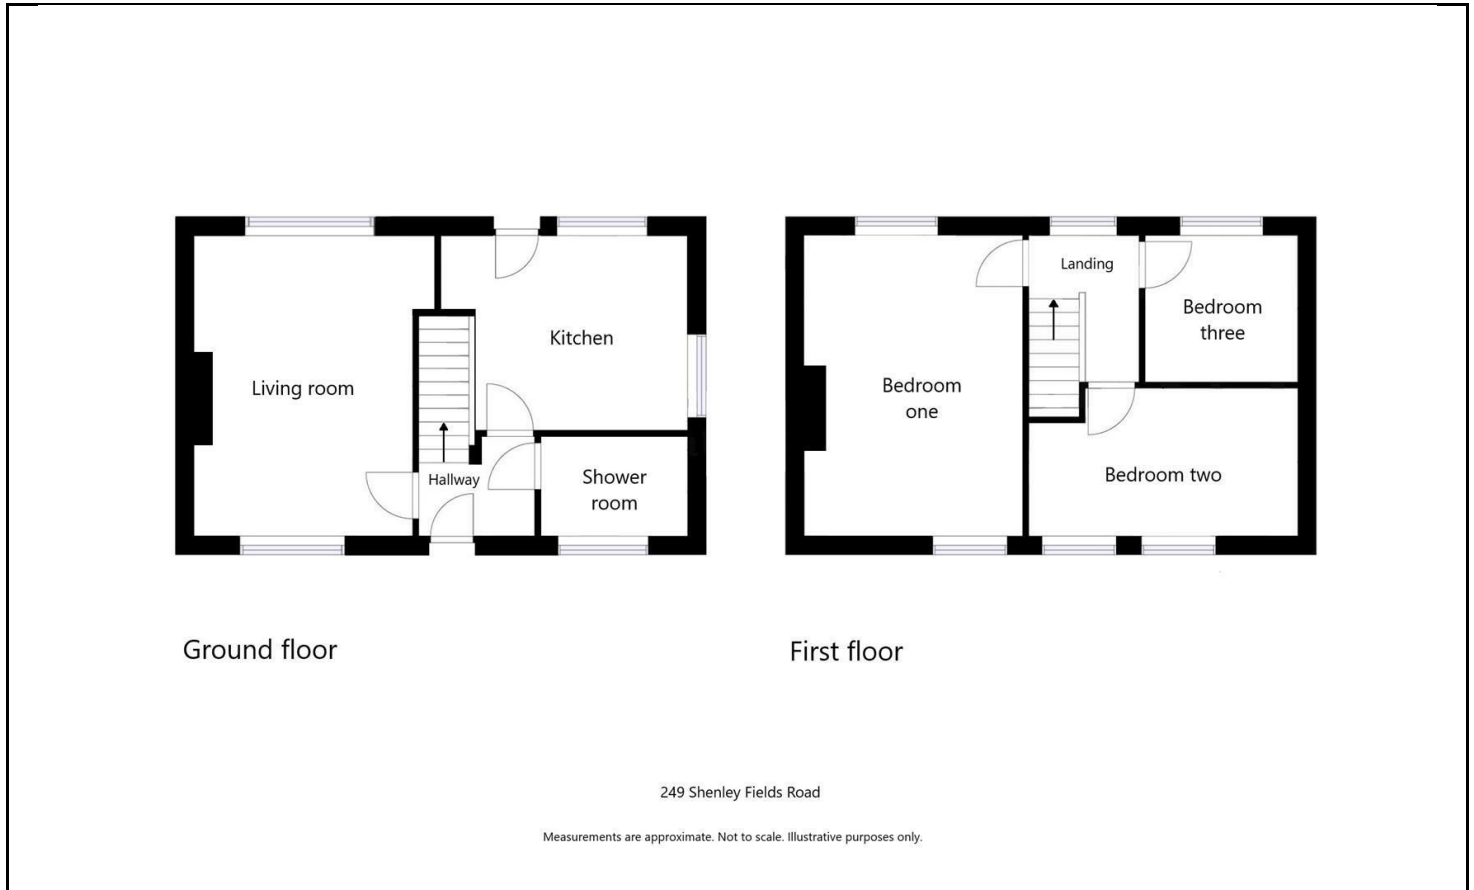 Living room
Kitchen
Hallway
Shower
room
Ground floor
Landing
Bedroom
three
Bedroom
one
Bedroom two
First floor
249 Shenley Fields Road
Measurements are approximate. Not to scale. Illustrative purposes only.